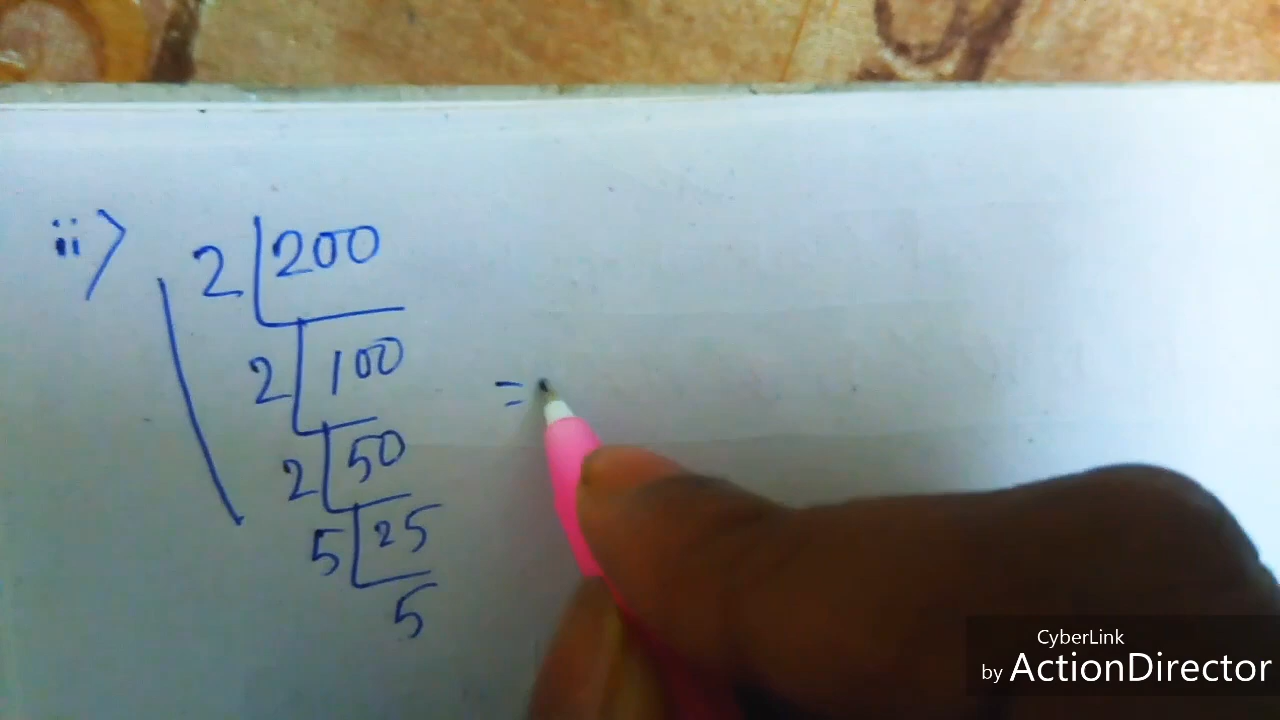 ii> 2 | 200
2 | 100
=
2 | 50
5 | 25
5
CyberLink
by ActionDirector